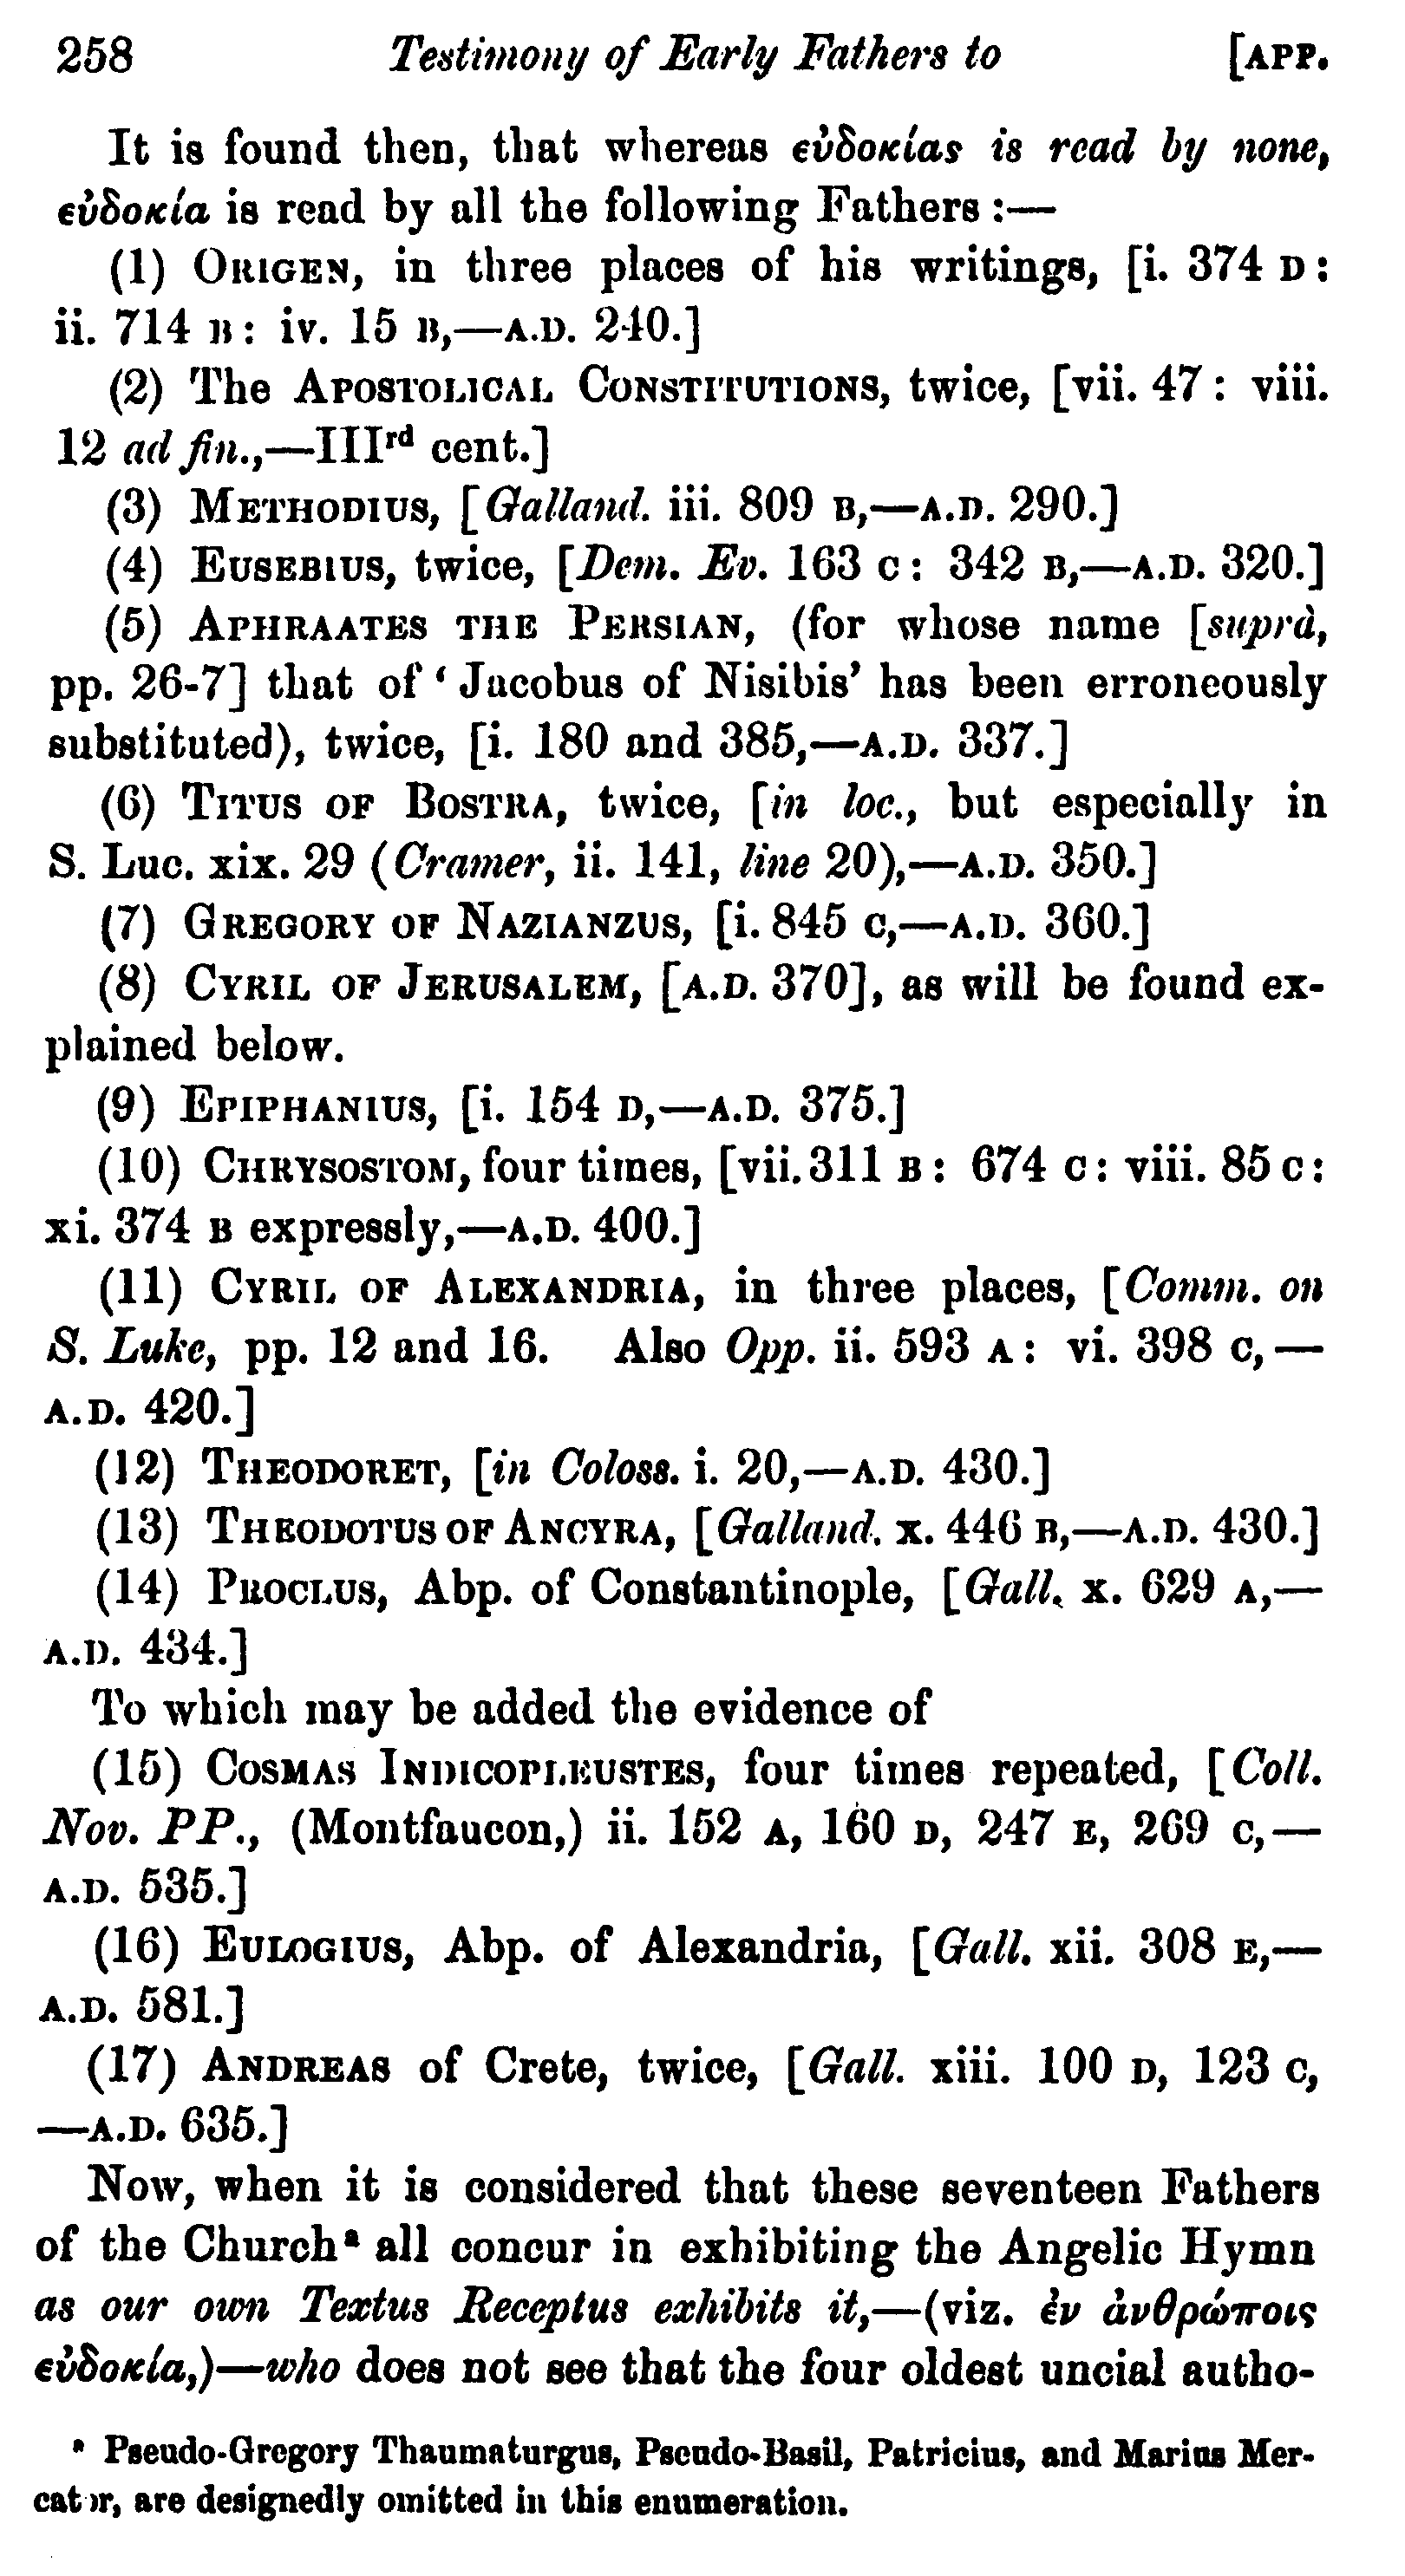 258 Testimony of Early Fathers to [APP.
It is found then, that whereas εὐδοκίας is read by none,
εὐδοκία is read by all the following Fathers :—
(1) ORIGEN, in three places of his writings, [i. 374 D:
ii. 714 B: iv. 15 B,—A.D. 240.]
(2) The APOSTOLICAL CONSTITUTIONS, twice, [vii. 47 : viii.
12 ad fin.,—IIIrd cent.]
(3) METHODIUS, [Galland. iii. 809 B,—A.D. 290.]
(4) EUSEBIUS, twice, [Dem. Ev. 163 C: 342 B,—A.D. 320.]
(5) APHRAATES THE PERSIAN, (for whose name [suprà,
pp. 26-7] that of ‘Jacobus of Nisibis’ has been erroneously
substituted), twice, [i. 180 and 385,—A.D. 337.]
(6) TITUS OF BOSTRA, twice, [in loc., but especially in
S. Luc. xix. 29 (Cramer, ii. 141, line 20),—A.D. 350.]
(7) GREGORY OF NAZIANZUS, [i. 845 C,—A.D. 360.]
(8) CYRIL OF JERUSALEM, [A.D. 370], as will be found ex-
plained below.
(9) EPIPHANIUS, [i. 154 D,—A.D. 375.]
(10) CHRYSOSTOM, four times, [vii. 311 B: 674 C: viii. 85 C:
xi. 374 B expressly,—A.D. 400.]
(11) CYRIL OF ALEXANDRIA, in three places, [Comm. on
S. Luke, pp. 12 and 16. Also Opp. ii. 593 A: vi. 398 C,—
A.D. 420.]
(12) THEODORET, [in Coloss. i. 20,—A.D. 430.]
(13) THEODOTUS OF ANCYRA, [Galland. x. 446 B,—A.D. 430.]
(14) PROCLUS, Abp. of Constantinople, [Gall. x. 629 A,—
A.D. 434.]
To which may be added the evidence of
(15) COSMAS INDICOPLEUSTES, four times repeated, [Coll.
Nov. PP., (Montfaucon,) ii. 152 A, 160 D, 247 E, 269 C,—
A.D. 535.]
(16) EULOGIUS, Abp. of Alexandria, [Gall. xii. 308 E,—
A.D. 581.]
(17) ANDREAS of Crete, twice, [Gall. xiii. 100 D, 123 C,
—A.D. 635.]
Now, when it is considered that these seventeen Fathers
of the Church a all concur in exhibiting the Angelic Hymn
as our own Textus Receptus exhibits it,—(viz. ἐν ἀνθρώποις
εὐδοκία,)—who does not see that the four oldest uncial autho-
a Pseudo-Gregory Thaumaturgus, Pseudo-Basil, Patricius, and Marius Mer-
cator, are designedly omitted in this enumeration.